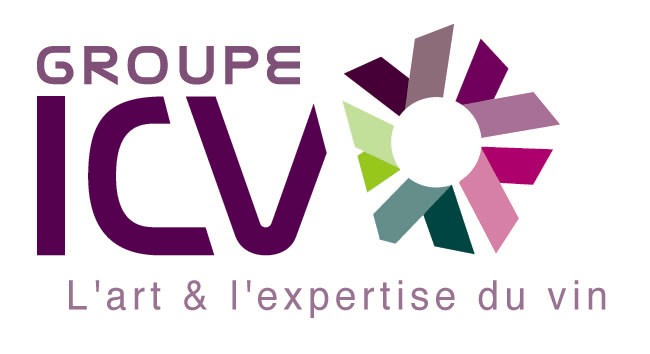 GROUPE
ICV
L'art & l'expertise du vin